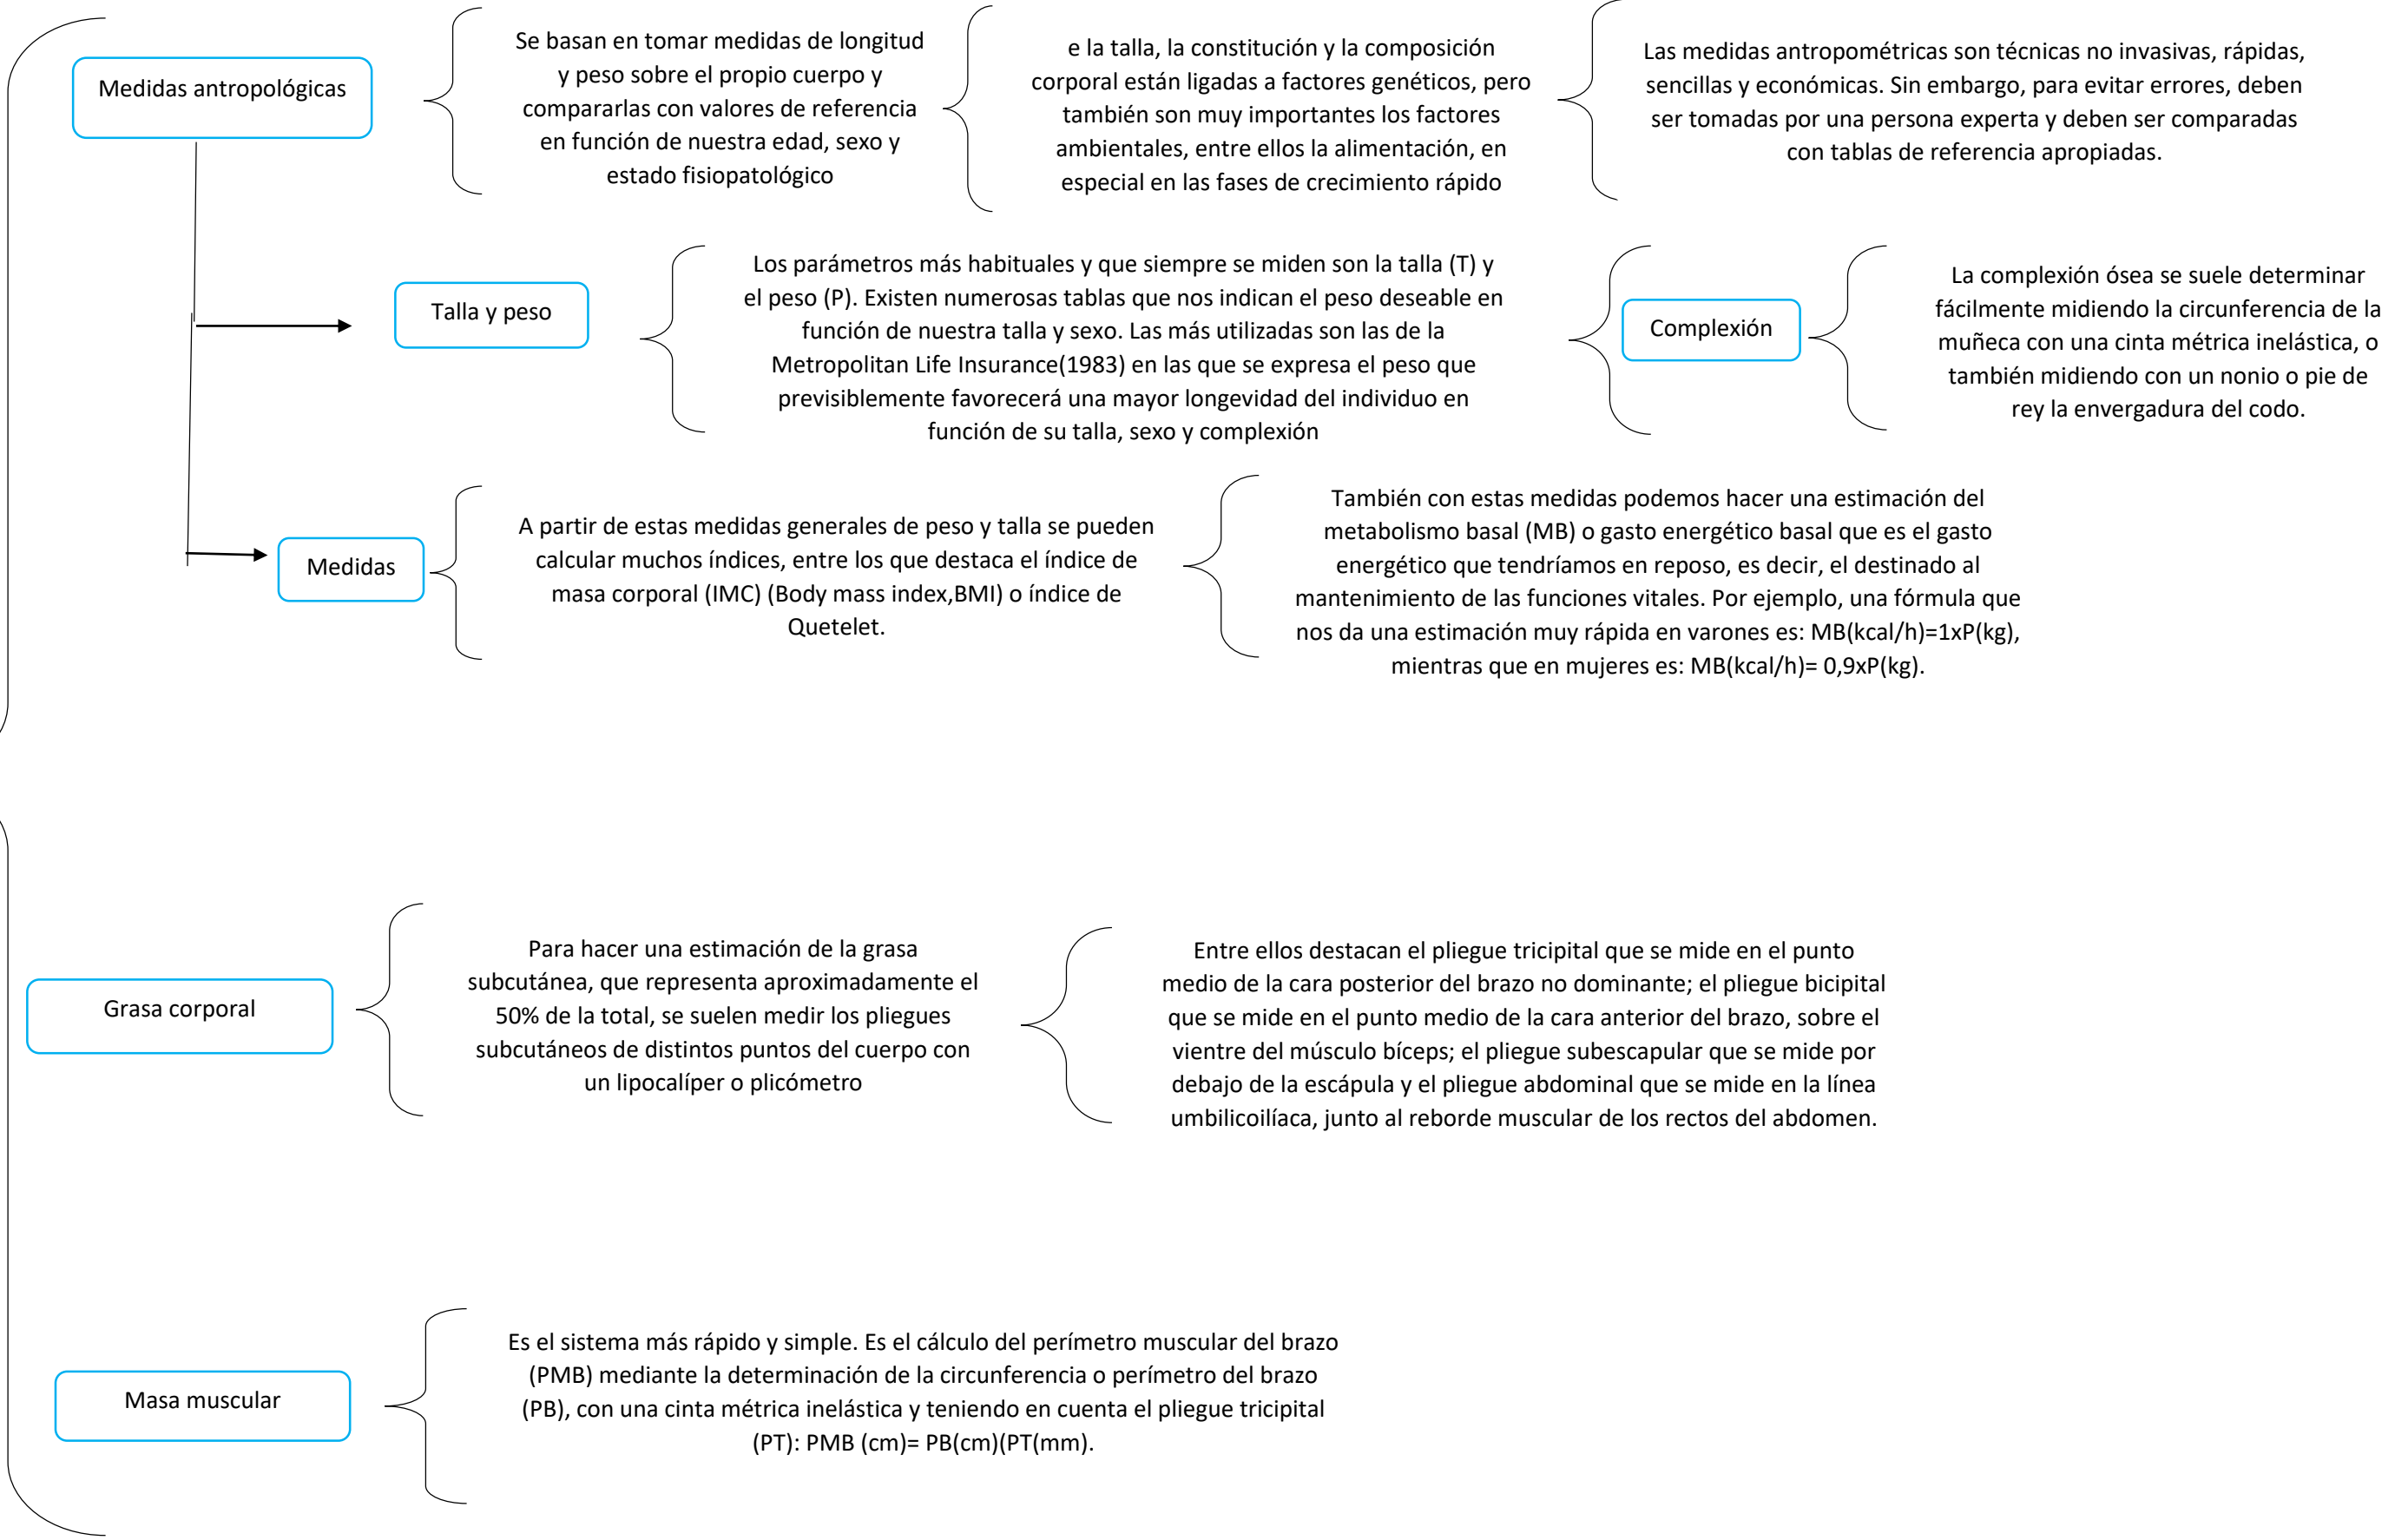 Medidas antropológicas
Se basan en tomar medidas de longitud
y peso sobre el propio cuerpo y
compararlas con valores de referencia
en función de nuestra edad, sexo y
estado fisiopatológico
e la talla, la constitución y la composición
corporal están ligadas a factores genéticos, pero
también son muy importantes los factores
ambientales, entre ellos la alimentación, en
especial en las fases de crecimiento rápido
Las medidas antropométricas son técnicas no invasivas, rápidas,
sencillas y económicas. Sin embargo, para evitar errores, deben
ser tomadas por una persona experta y deben ser comparadas
con tablas de referencia apropiadas.
Talla y peso
Los parámetros más habituales y que siempre se miden son la talla (T) y
el peso (P). Existen numerosas tablas que nos indican el peso deseable en
función de nuestra talla y sexo. Las más utilizadas son las de la
Metropolitan Life Insurance(1983) en las que se expresa el peso que
previsiblemente favorecerá una mayor longevidad del individuo en
función de su talla, sexo y complexión
Complexión
La complexión ósea se suele determinar
fácilmente midiendo la circunferencia de la
muñeca con una cinta métrica inelástica, o
también midiendo con un nonio o pie de
rey la envergadura del codo.
Medidas
A partir de estas medidas generales de peso y talla se pueden
calcular muchos índices, entre los que destaca el índice de
masa corporal (IMC) (Body mass index,BMI) o índice de
Quetelet.
También con estas medidas podemos hacer una estimación del
metabolismo basal (MB) o gasto energético basal que es el gasto
energético que tendríamos en reposo, es decir, el destinado al
mantenimiento de las funciones vitales. Por ejemplo, una fórmula que
nos da una estimación muy rápida en varones es: MB(kcal/h)=1xP(kg),
mientras que en mujeres es: MB(kcal/h)= 0,9xP(kg).
Grasa corporal
Para hacer una estimación de la grasa
subcutánea, que representa aproximadamente el
50% de la total, se suelen medir los pliegues
subcutáneos de distintos puntos del cuerpo con
un lipocalíper o plicómetro
Entre ellos destacan el pliegue tricipital que se mide en el punto
medio de la cara posterior del brazo no dominante; el pliegue bicipital
que se mide en el punto medio de la cara anterior del brazo, sobre el
vientre del músculo bíceps; el pliegue subescapular que se mide por
debajo de la escápula y el pliegue abdominal que se mide en la línea
umbilicoilíaca, junto al reborde muscular de los rectos del abdomen.
Masa muscular
Es el sistema más rápido y simple. Es el cálculo del perímetro muscular del brazo
(PMB) mediante la determinación de la circunferencia o perímetro del brazo
(PB), con una cinta métrica inelástica y teniendo en cuenta el pliegue tricipital
(PT): PMB (cm)= PB(cm)(PT(mm).